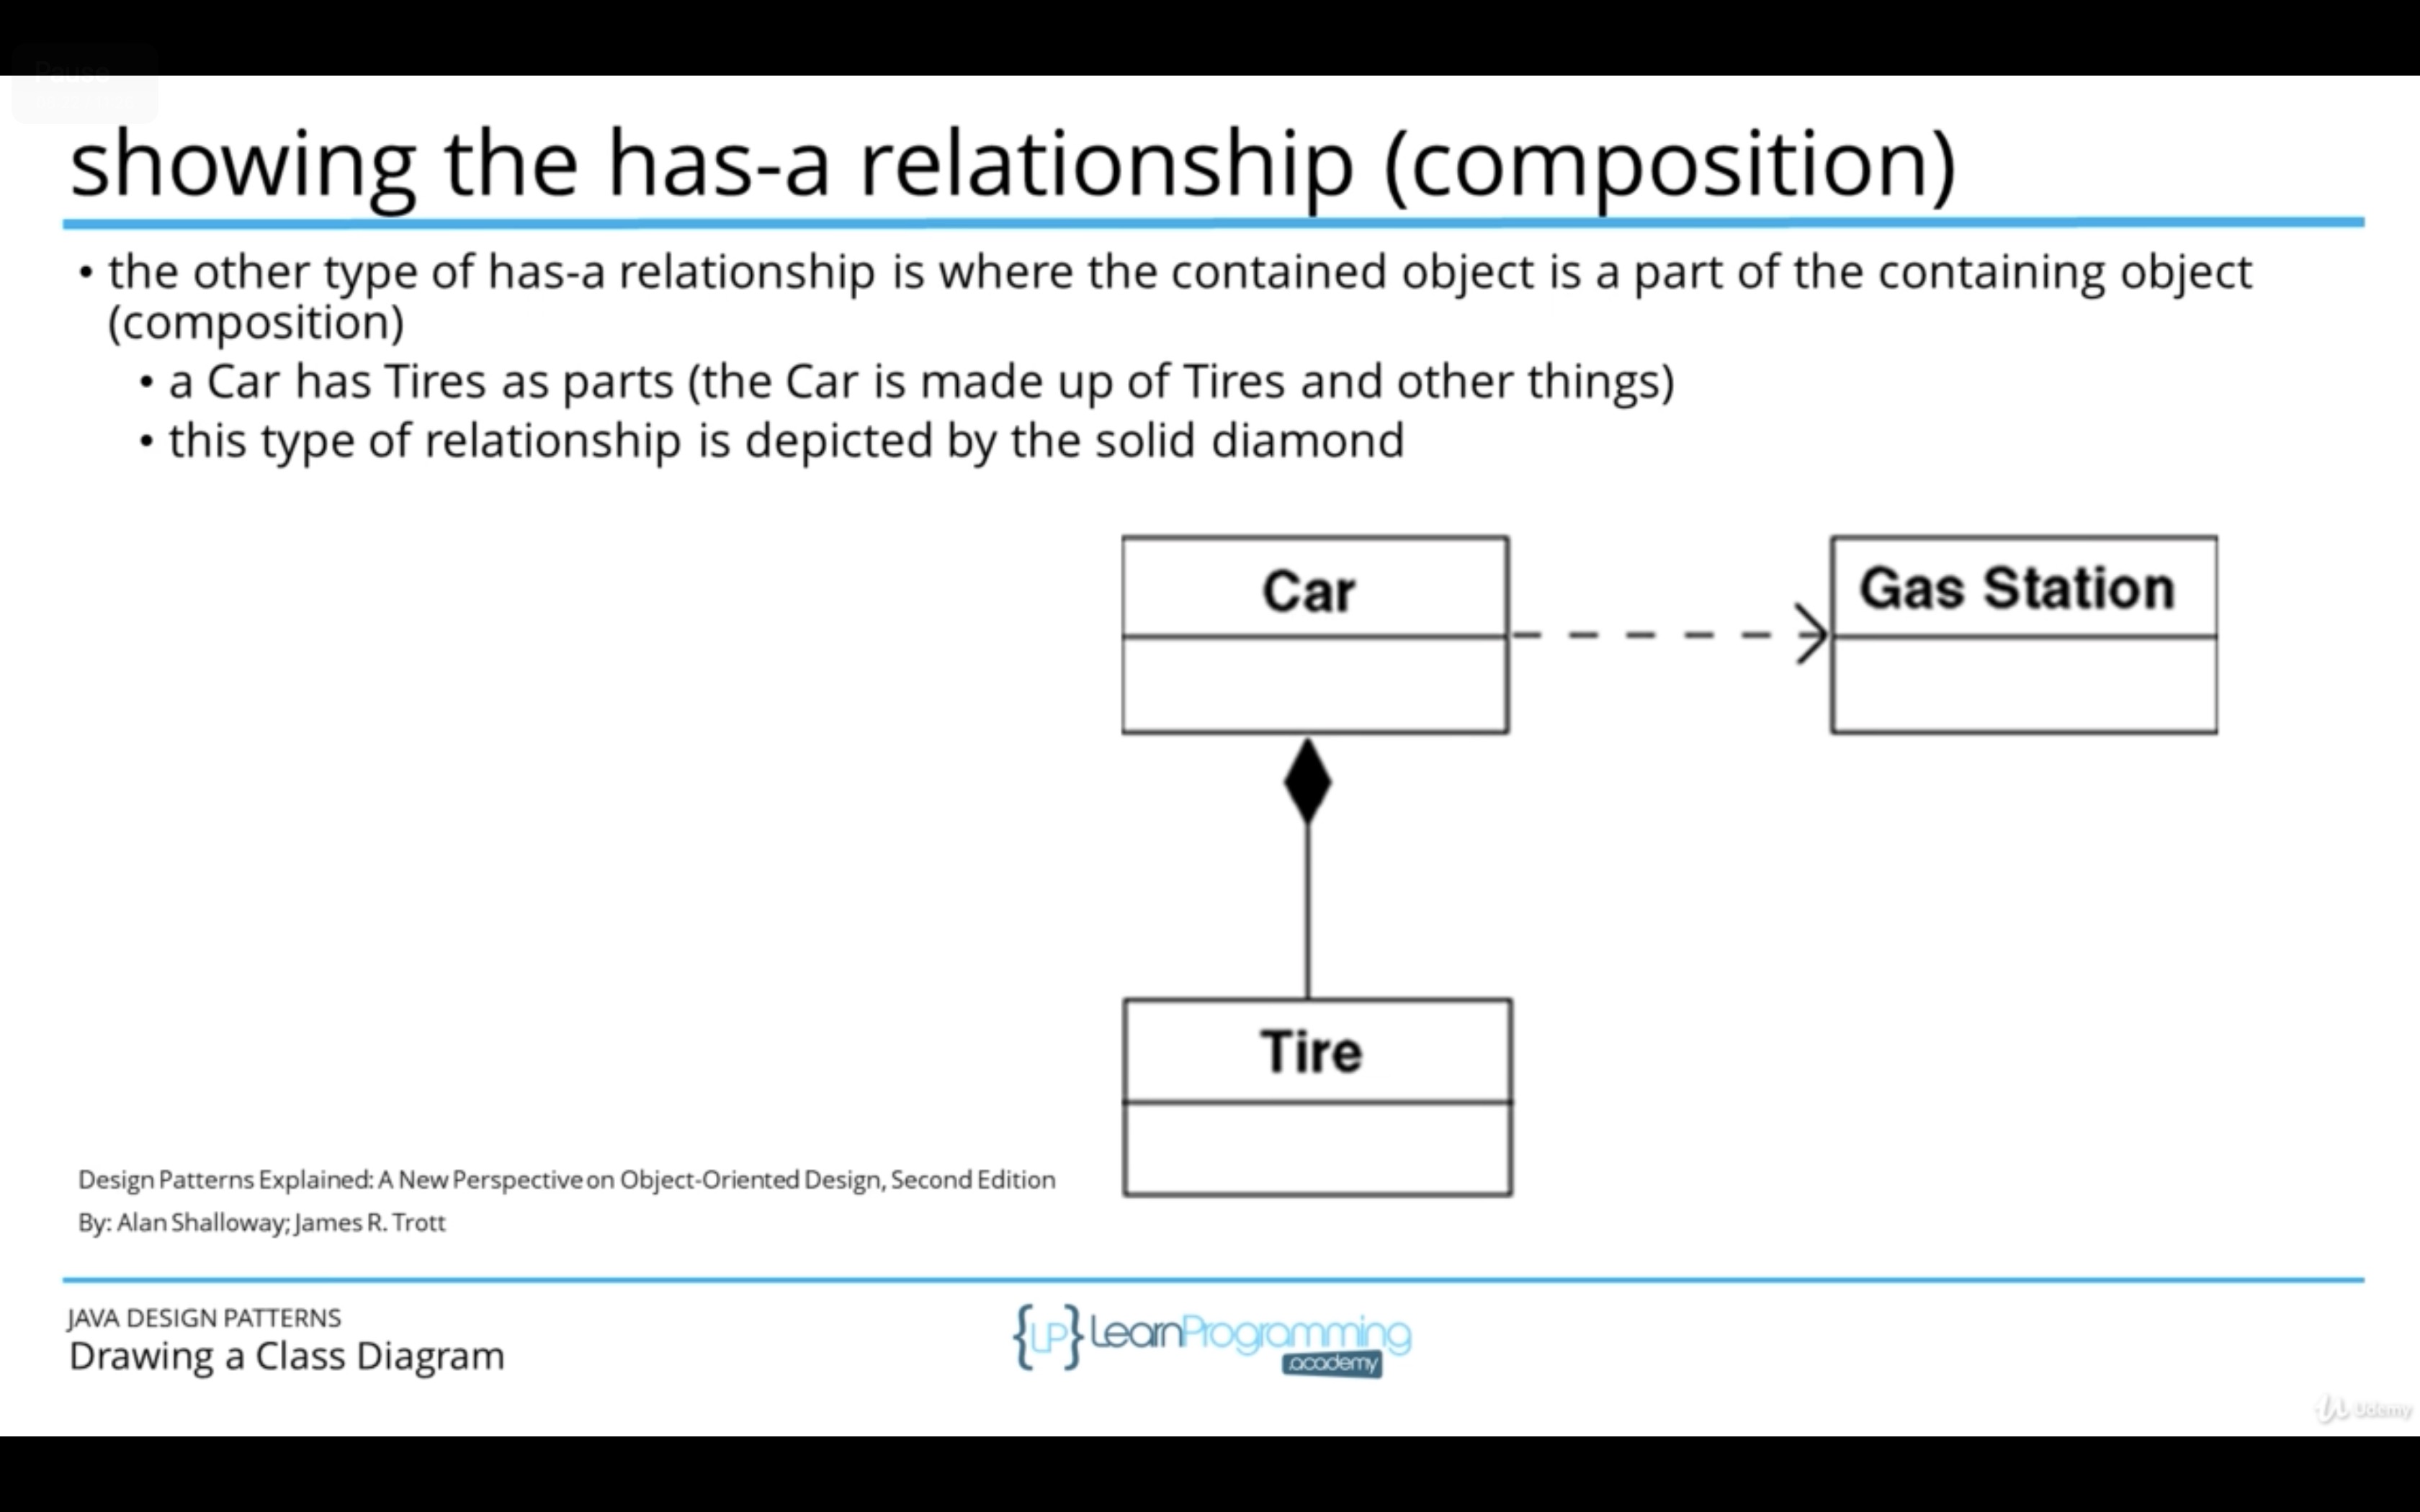 showing the has-a relationship (composition)
• the other type of has-a relationship is where the contained object is a part of the containing object
(composition)
• a Car has Tires as parts (the Car is made up of Tires and other things)
• this type of relationship is depicted by the solid diamond
Car
Gas Station
Tire
Design Patterns Explained: A New Perspective on Object-Oriented Design, Second Edition
By: Alan Shalloway; James R. Trott
JAVA DESIGN PATTERNS
Drawing a Class Diagram
{LP} LearnProgramming
academy
Udemy